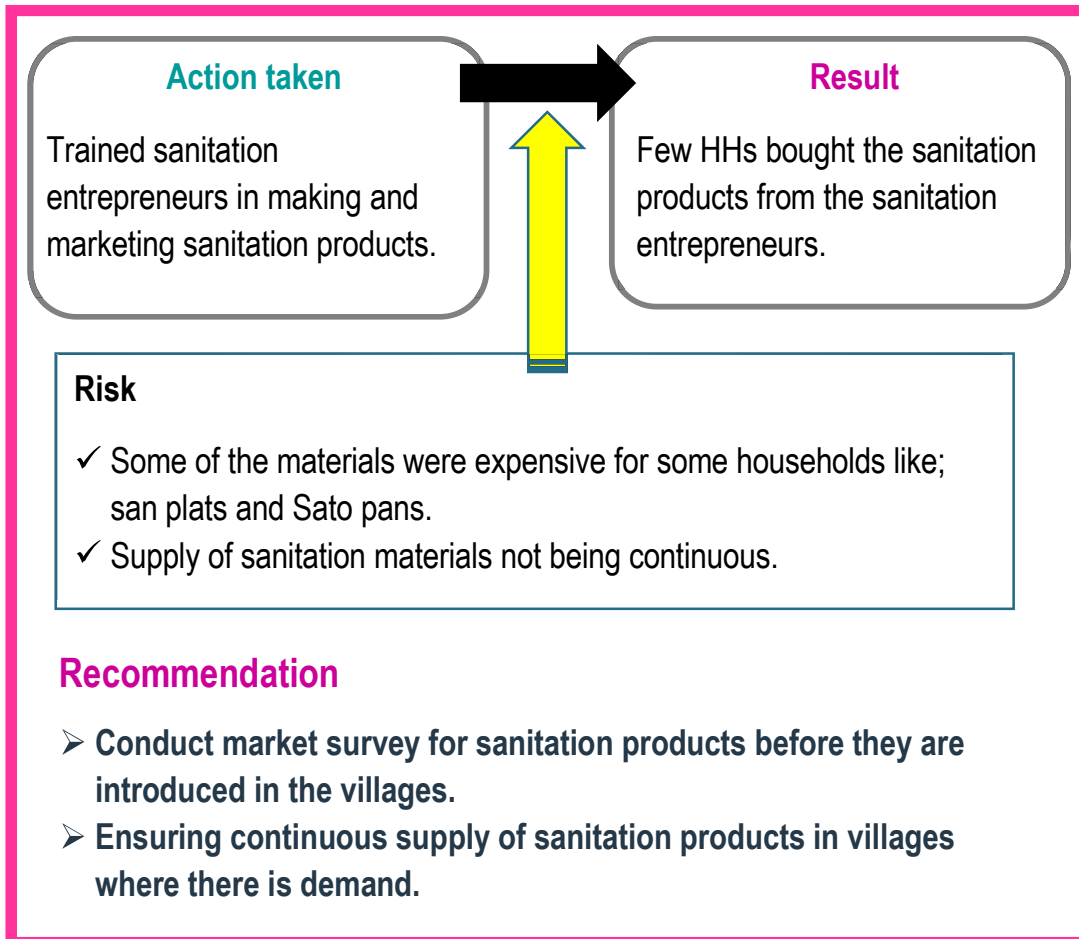 Action taken
Trained sanitation
entrepreneurs in making and
marketing sanitation products.
Result
Few HHs bought the sanitation
products from the sanitation
entrepreneurs.
Risk
✓ Some of the materials were expensive for some households like;
san plats and Sato pans.
✓ Supply of sanitation materials not being continuous.
Recommendation
➢ Conduct market survey for sanitation products before they are
introduced in the villages.
➢ Ensuring continuous supply of sanitation products in villages
where there is demand.